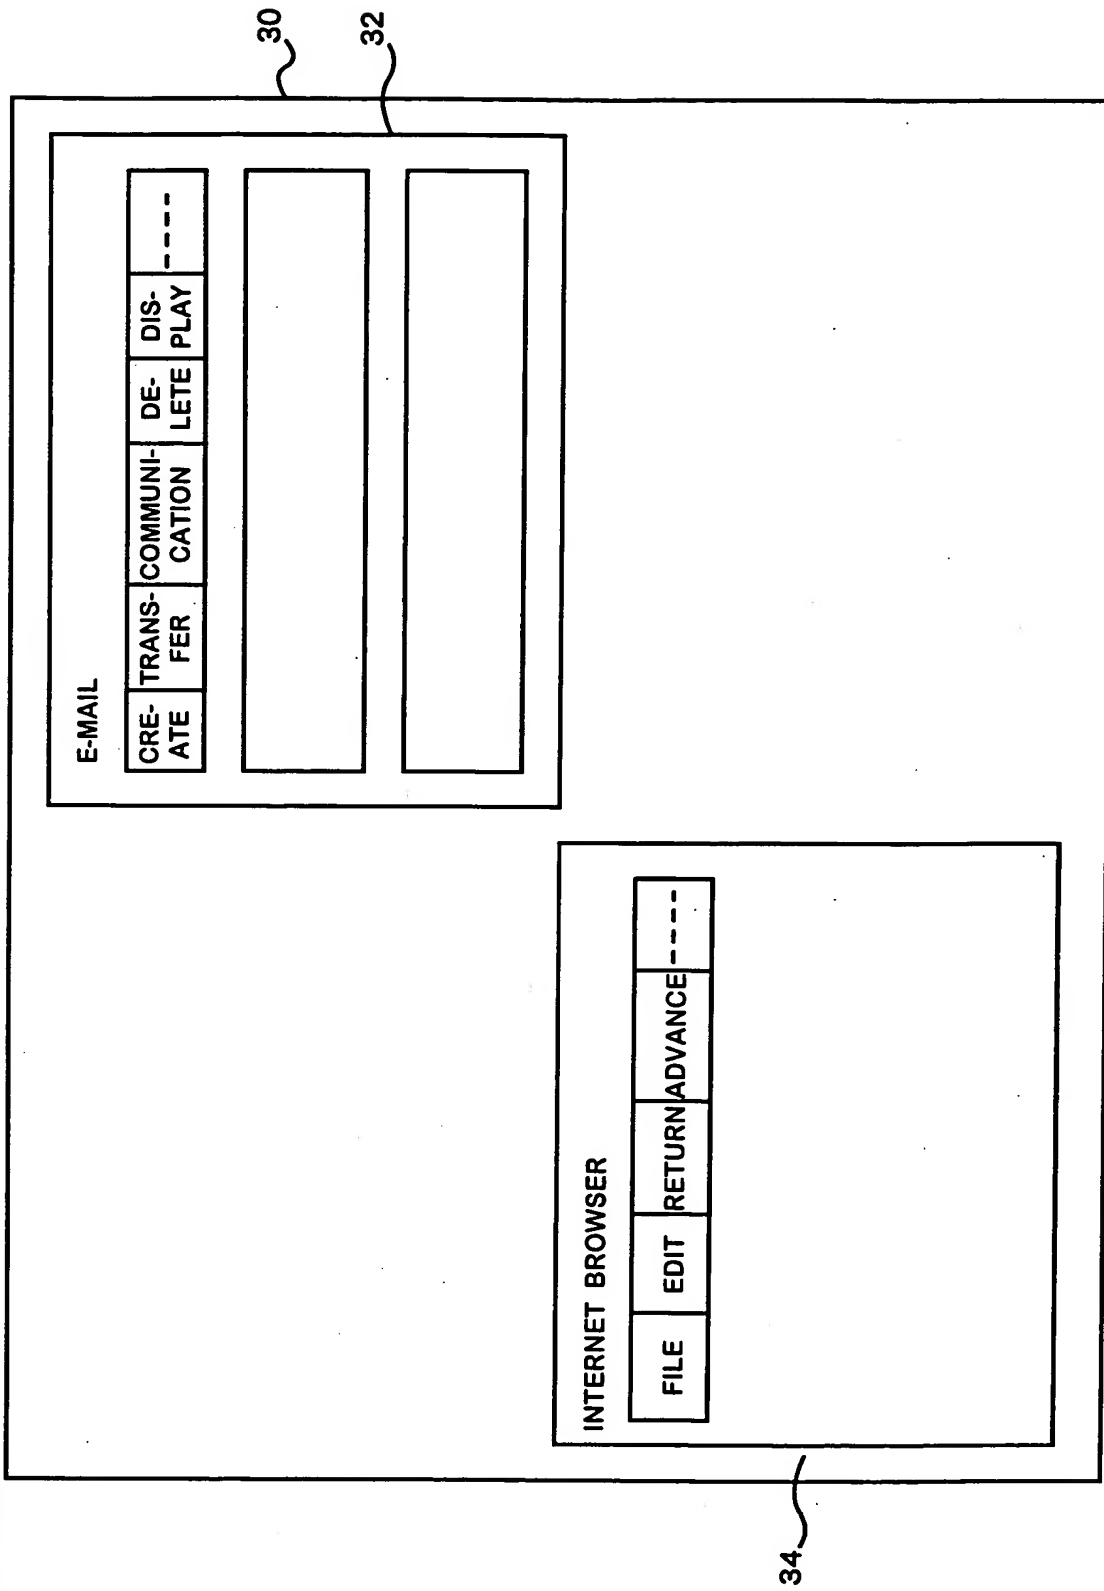 30
32
E-MAIL
CRE-
ATE
TRANS-
FER
COMMUNI-
CATION
DE-
LETE
DIS-
PLAY
----
INTERNET BROWSER
FILE
EDIT
RETURN
ADVANCE
----
34